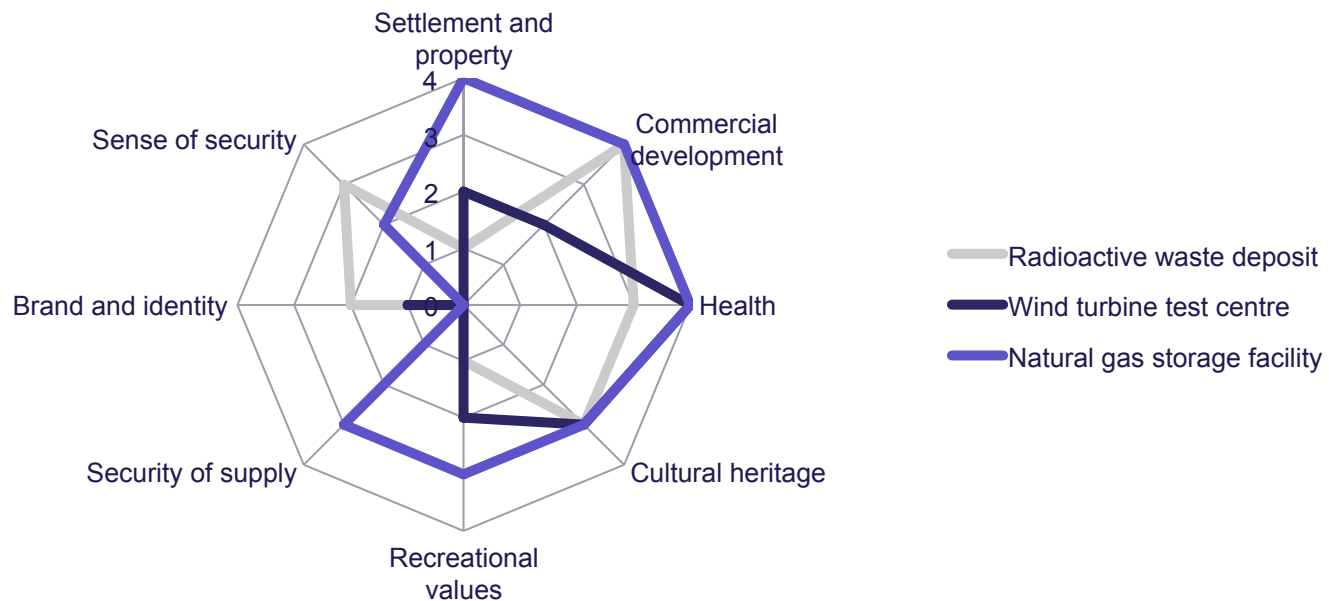 Settlement and
property
4
3
2
1
0
Commercial
development
Sense of security
Brand and identity
Health
Security of supply
Cultural heritage
Recreational
values
Radioactive waste deposit
Wind turbine test centre
Natural gas storage facility